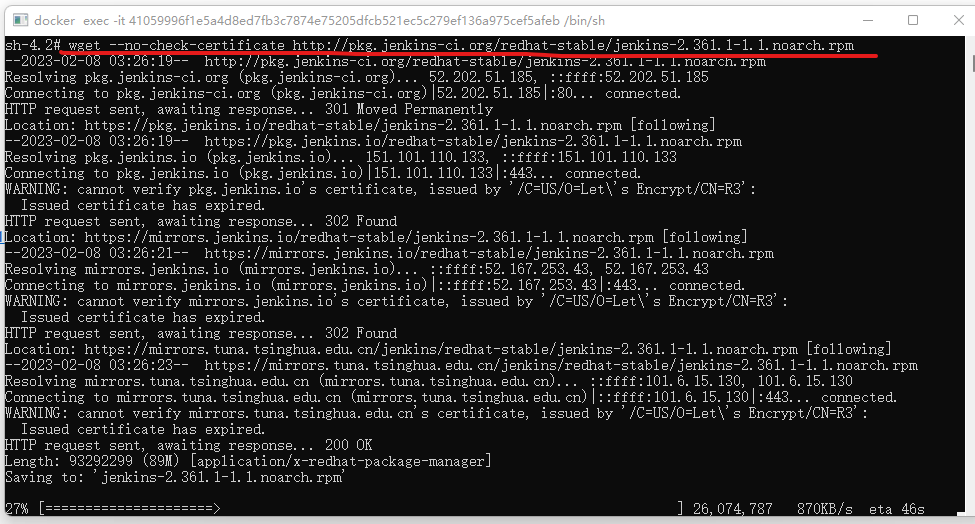 docker exec -it 41059996f1e5a4d8ed7fb3c7874e75205dfcb521ec5c279ef136a975cef5afeb /bin/sh
sh-4.2# wget --no-check-certificate http://pkg.jenkins-ci.org/redhat-stable/jenkins-2.361.1-1.1.noarch.rpm
--2023-02-08 03:26:19--  http://pkg.jenkins-ci.org/redhat-stable/jenkins-2.361.1-1.1.noarch.rpm
Resolving pkg.jenkins-ci.org (pkg.jenkins-ci.org)... 52.202.51.185, ::ffff:52.202.51.185
Connecting to pkg.jenkins-ci.org (pkg.jenkins-ci.org)|52.202.51.185|:80... connected.
HTTP request sent, awaiting response... 301 Moved Permanently
Location: https://pkg.jenkins.io/redhat-stable/jenkins-2.361.1-1.1.noarch.rpm [following]
--2023-02-08 03:26:19--  https://pkg.jenkins.io/redhat-stable/jenkins-2.361.1-1.1.noarch.rpm
Resolving pkg.jenkins.io (pkg.jenkins.io)... 151.101.110.133, ::ffff:151.101.110.133
Connecting to pkg.jenkins.io (pkg.jenkins.io)|151.101.110.133|:443... connected.
WARNING: cannot verify pkg.jenkins.io's certificate, issued by '/C=US/O=Let\'s Encrypt/CN=R3':
  Issued certificate has expired.
HTTP request sent, awaiting response... 302 Found
Location: https://mirrors.jenkins.io/redhat-stable/jenkins-2.361.1-1.1.noarch.rpm [following]
--2023-02-08 03:26:21--  https://mirrors.jenkins.io/redhat-stable/jenkins-2.361.1-1.1.noarch.rpm
Resolving mirrors.jenkins.io (mirrors.jenkins.io)... ::ffff:52.167.253.43, 52.167.253.43
Connecting to mirrors.jenkins.io (mirrors.jenkins.io)|::ffff:52.167.253.43|:443... connected.
WARNING: cannot verify mirrors.jenkins.io's certificate, issued by '/C=US/O=Let\'s Encrypt/CN=R3':
  Issued certificate has expired.
HTTP request sent, awaiting response... 302 Found
Location: https://mirrors.tuna.tsinghua.edu.cn/jenkins/redhat-stable/jenkins-2.361.1-1.1.noarch.rpm [following]
--2023-02-08 03:26:23--  https://mirrors.tuna.tsinghua.edu.cn/jenkins/redhat-stable/jenkins-2.361.1-1.1.noarch.rpm
Resolving mirrors.tuna.tsinghua.edu.cn (mirrors.tuna.tsinghua.edu.cn)... ::ffff:101.6.15.130, 101.6.15.130
Connecting to mirrors.tuna.tsinghua.edu.cn (mirrors.tuna.tsinghua.edu.cn)|::ffff:101.6.15.130|:443... connected.
WARNING: cannot verify mirrors.tuna.tsinghua.edu.cn's certificate, issued by '/C=US/O=Let\'s Encrypt/CN=R3':
  Issued certificate has expired.
HTTP request sent, awaiting response... 200 OK
Length: 93292299 (89M) [application/x-redhat-package-manager]
Saving to: 'jenkins-2.361.1-1.1.noarch.rpm'
27% [=====================>                                                         ] 26,074,787   870KB/s  eta 46s